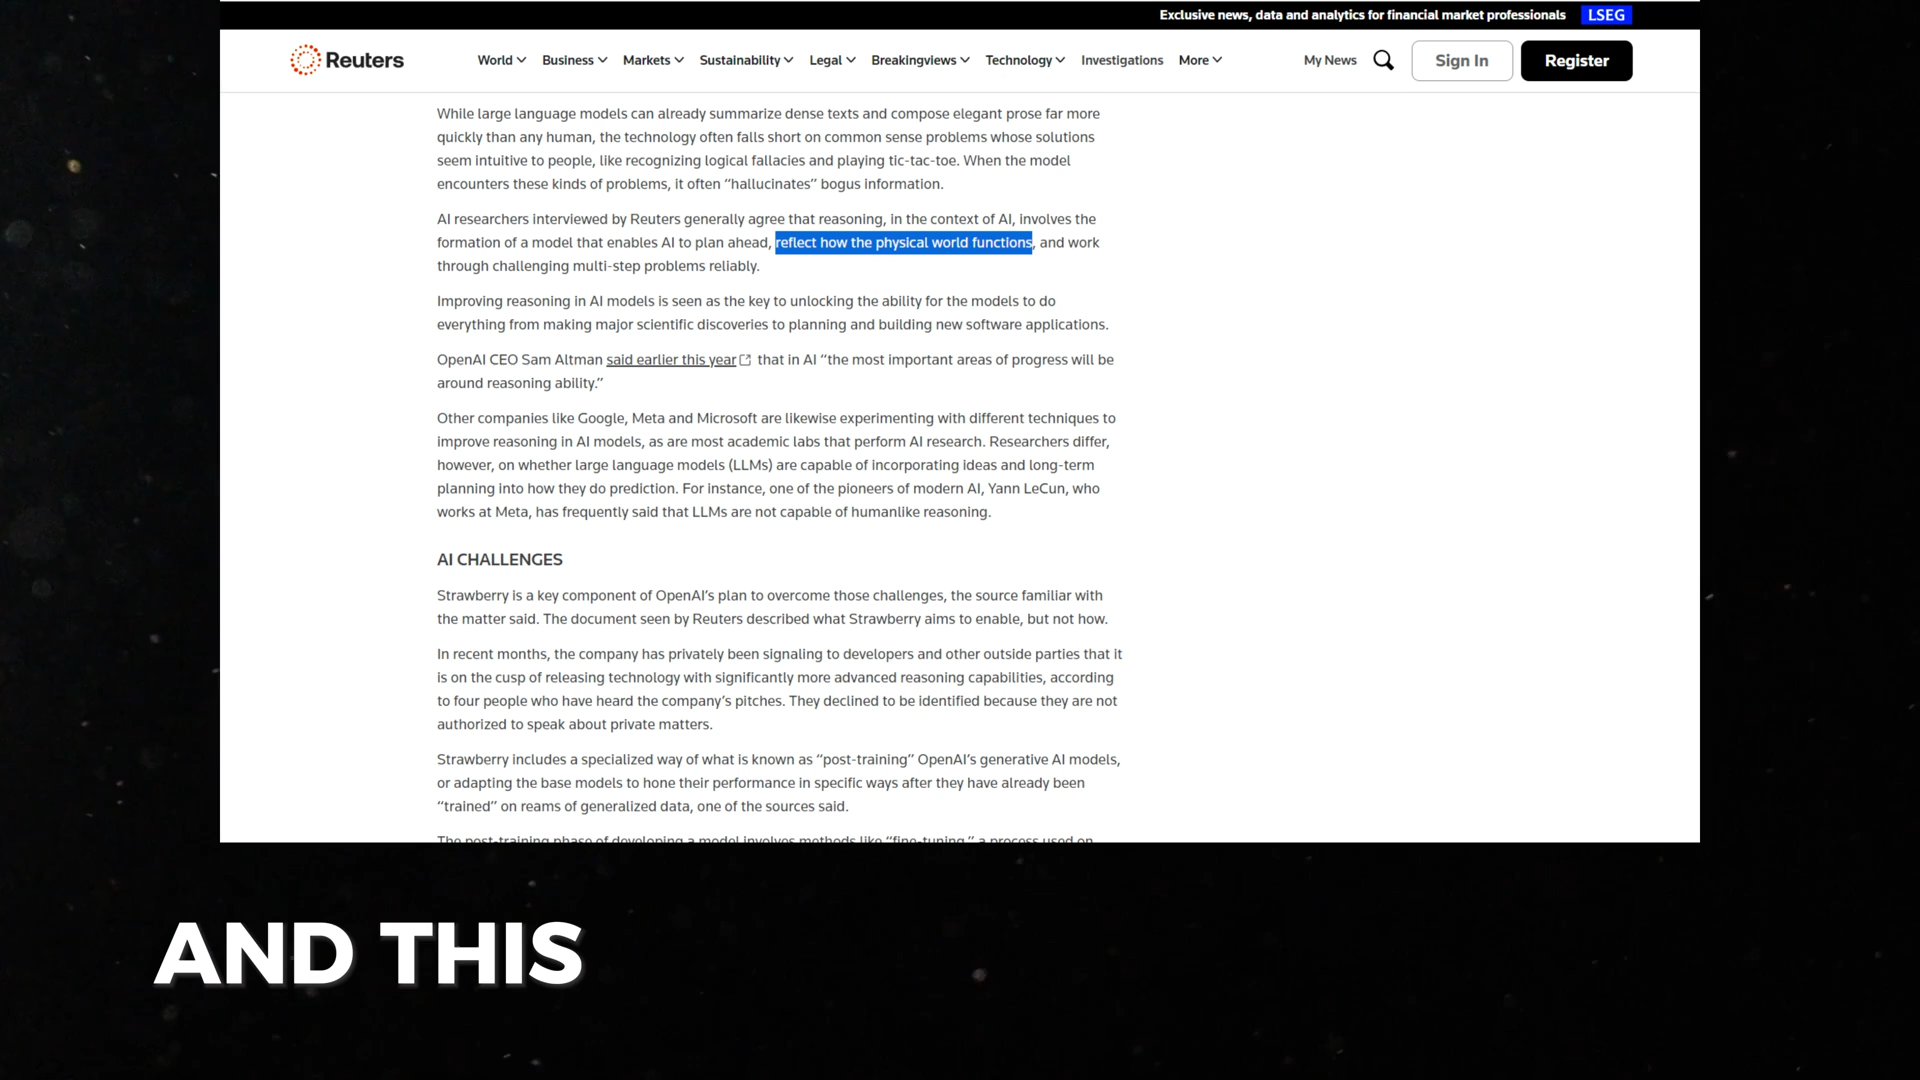 Exclusive news, data and analytics for financial market professionals LSEG
Reuters World Business Markets Sustainability Legal Breakingviews Technology Investigations More My News Sign In Register
While large language models can already summarize dense texts and compose elegant prose far more
quickly than any human, the technology often falls short on common sense problems whose solutions
seem intuitive to people, like recognizing logical fallacies and playing tic-tac-toe. When the model
encounters these kinds of problems, it often “hallucinates” bogus information.
AI researchers interviewed by Reuters generally agree that reasoning, in the context of AI, involves the
formation of a model that enables AI to plan ahead, reflect how the physical world functions, and work
through challenging multi-step problems reliably.
Improving reasoning in AI models is seen as the key to unlocking the ability for the models to do
everything from making major scientific discoveries to planning and building new software applications.
OpenAI CEO Sam Altman said earlier this year that in AI “the most important areas of progress will be
around reasoning ability.”
Other companies like Google, Meta and Microsoft are likewise experimenting with different techniques to
improve reasoning in AI models, as are most academic labs that perform AI research. Researchers differ,
however, on whether large language models (LLMs) are capable of incorporating ideas and long-term
planning into how they do prediction. For instance, one of the pioneers of modern AI, Yann LeCun, who
works at Meta, has frequently said that LLMs are not capable of humanlike reasoning.
AI CHALLENGES
Strawberry is a key component of OpenAI’s plan to overcome those challenges, the source familiar with
the matter said. The document seen by Reuters described what Strawberry aims to enable, but not how.
In recent months, the company has privately been signaling to developers and other outside parties that it
is on the cusp of releasing technology with significantly more advanced reasoning capabilities, according
to four people who have heard the company’s pitches. They declined to be identified because they are not
authorized to speak about private matters.
Strawberry includes a specialized way of what is known as “post-training” OpenAI’s generative AI models,
or adapting the base models to hone their performance in specific ways after they have already been
“trained” on reams of generalized data, one of the sources said.
The post-training phase of developing a model involves methods like “fine-tuning,” a process used on
AND THIS